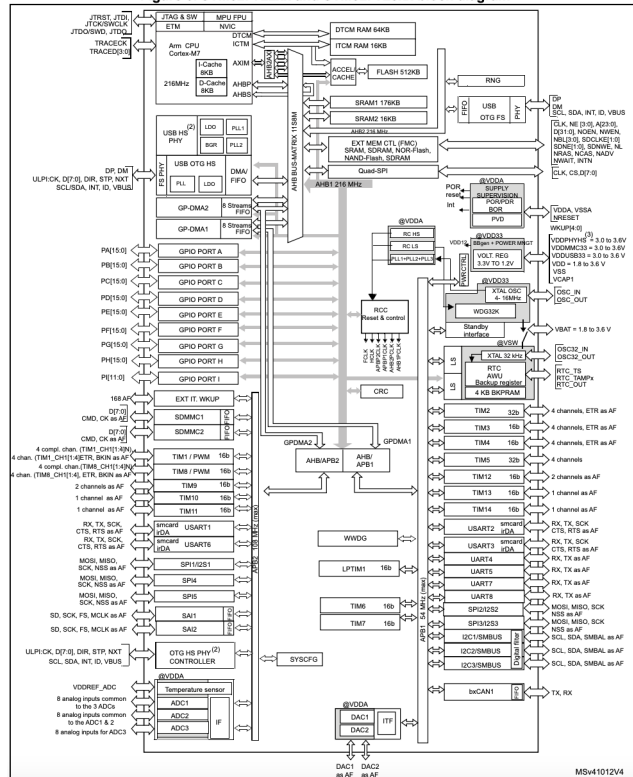 JTRST, JTDI,
JTCK/SWCLK
JTDO/SWD, JTDO
TRACECK
TRACED[3:0]
JTAG & SW
MPU FPU
ETM
NVIC
DTCM
ICTM
Arm CPU
Cortex-M7
216MHz
I-Cache
8KB
D-Cache
8KB
AXIM
AHBP
AHBS
AHB2AXI
DTCM RAM 64KB
ITCM RAM 16KB
ACCEL/
CACHE
FLASH 512KB
AHB BUS-MATRIX 11S8M
SRAM1 176KB
SRAM2 16KB
AHB2 216 MHz
EXT MEM CTL (FMC)
SRAM, SDRAM, NOR-Flash,
NAND-Flash, SDRAM
Quad-SPI
AHB1 216 MHz
RNG
FIFO
USB
OTG FS
PHY
DP
DM
SCL, SDA, INT, ID, VBUS
CLK, NE [3:0], A[23:0],
D[31:0], NOEN, NWEN,
NBL[3:0], SDCLKE[1:0]
SDNE[1:0], SDNWE, NL
NRAS, NCAS, NADV
NWAIT, INTN
CLK, CS,D[7:0]
USB HS (2)
PHY
LDO
PLL1
BGR
PLL2
FS PHY
USB OTG HS
PLL
LDO
DMA/
FIFO
DP, DM
ULPI:CK, D[7:0], DIR, STP, NXT
SCL/SDA, INT, ID, VBUS
GP-DMA2
8 Streams
FIFO
GP-DMA1
8 Streams
FIFO
PA[15:0]
GPIO PORT A
PB[15:0]
GPIO PORT B
PC[15:0]
GPIO PORT C
PD[15:0]
GPIO PORT D
PE[15:0]
GPIO PORT E
PF[15:0]
GPIO PORT F
PG[15:0]
GPIO PORT G
PH[15:0]
GPIO PORT H
PI[11:0]
GPIO PORT I
@VDDA
POR
reset
Int
SUPPLY
SUPERVISION
POR/PDR
BOR
PVD
VDDA, VSSA
NRESET
WKUP[4:0]
@VDDA
RC HS
RC LS
PLL1+PLL2+PLL3
@VDD33
VDD12
BBgen + POWER MNGT
VOLT. REG
3.3V TO 1.2V
PWRCTRL
(3)
VDDPHYHS = 3.0 to 3.6V
VDDMMC33 = 3.0 to 3.6V
VDDUSB33 = 3.0 to 3.6 V
VDD = 1.8 to 3.6 V
VSS
VCAP1
@VDD33
XTAL OSC
4- 16MHz
WDG32K
OSC_IN
OSC_OUT
Standby
interface
VBAT = 1.8 to 3.6 V
RCC
Reset & control
FCLK
HCLK
APBP2CLK
APBP1CLK
AHB2PCLK
AHB1PCLK
@VSW
LS
LS
XTAL 32 kHz
RTC
AWU
Backup register
4 KB BKPRAM
OSC32_IN
OSC32_OUT
RTC_TS
RTC_TAMPx
RTC_OUT
CRC
168 AF
EXT IT. WKUP
D[7:0]
CMD, CK as AF
SDMMC1
FIFO
D[7:0]
CMD, CK as AF
SDMMC2
FIFO
GPDMA2
GPDMA1
AHB/APB2
AHB/
APB1
4 compl. chan.(TIM1_CH1[1:4]N)
4 chan. (TIM1_CH1[1:4]ETR, BKIN as AF
TIM1 / PWM
16b
4 compl. chan.(TIM8_CH1[1:4]N)
4 chan. (TIM8_CH1[1:4], ETR, BKIN as AF
TIM8 / PWM
16b
2 channels as AF
TIM9
16b
1 channel as AF
TIM10
16b
1 channel as AF
TIM11
16b
RX, TX, SCK,
CTS, RTS as AF
smcard
irDA
USART1
RX, TX, SCK,
CTS, RTS as AF
smcard
irDA
USART6
MOSI, MISO,
SCK, NSS as AF
SPI1/I2S1
MOSI, MISO,
SCK, NSS as AF
SPI4
MOSI, MISO,
SCK, NSS as AF
SPI5
SD, SCK, FS, MCLK as AF
SAI1
FIFO
SD, SCK, FS, MCLK as AF
SAI2
FIFO
APB2 108 MHz (max)
ULPI:CK, D[7:0], DIR, STP, NXT
SCL, SDA, INT, ID, VBUS
OTG HS PHY (2)
CONTROLLER
SYSCFG
@VDDA
VDDREF_ADC
Temperature sensor
8 analog inputs common
to the 3 ADCs
ADC1
8 analog inputs common
to the ADC1 & 2
ADC2
8 analog inputs for ADC3
ADC3
IF
WWDG
LPTIM1
16b
TIM6
16b
TIM7
16b
APB1 54 MHz (max)
@VDDA
DAC1
DAC2
ITF
DAC1
as AF
DAC2
as AF
TIM2
32b
4 channels, ETR as AF
TIM3
16b
4 channels, ETR as AF
TIM4
16b
4 channels, ETR as AF
TIM5
32b
4 channels
TIM12
16b
2 channels as AF
TIM13
16b
1 channel as AF
TIM14
16b
1 channel as AF
USART2
smcard
irDA
RX, TX, SCK
CTS, RTS as AF
USART3
smcard
irDA
RX, TX, SCK
CTS, RTS as AF
UART4
RX, TX as AF
UART5
RX, TX as AF
UART7
RX, TX as AF
UART8
RX, TX as AF
SPI2/I2S2
MOSI, MISO, SCK
NSS as AF
SPI3/I2S3
MOSI, MISO, SCK
NSS as AF
I2C1/SMBUS
SCL, SDA, SMBAL as AF
I2C2/SMBUS
SCL, SDA, SMBAL as AF
I2C3/SMBUS
SCL, SDA, SMBAL as AF
Digital filter
bxCAN1
FIFO
TX, RX
MSv41012V4